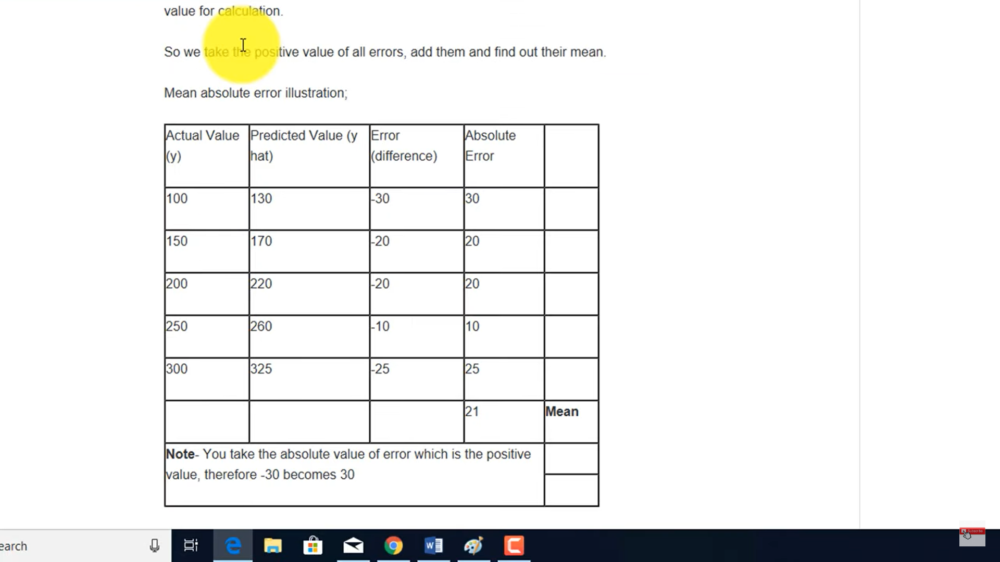 value for calculation.
So we take the positive value of all errors, add them and find out their mean.
Mean absolute error illustration;
Actual Value (y) Predicted Value (y hat) Error (difference) Absolute Error
100 130 -30 30
150 170 -20 20
200 220 -20 20
250 260 -10 10
300 325 -25 25
21 Mean
Note- You take the absolute value of error which is the positive
value, therefore -30 becomes 30
earch
Subscribe